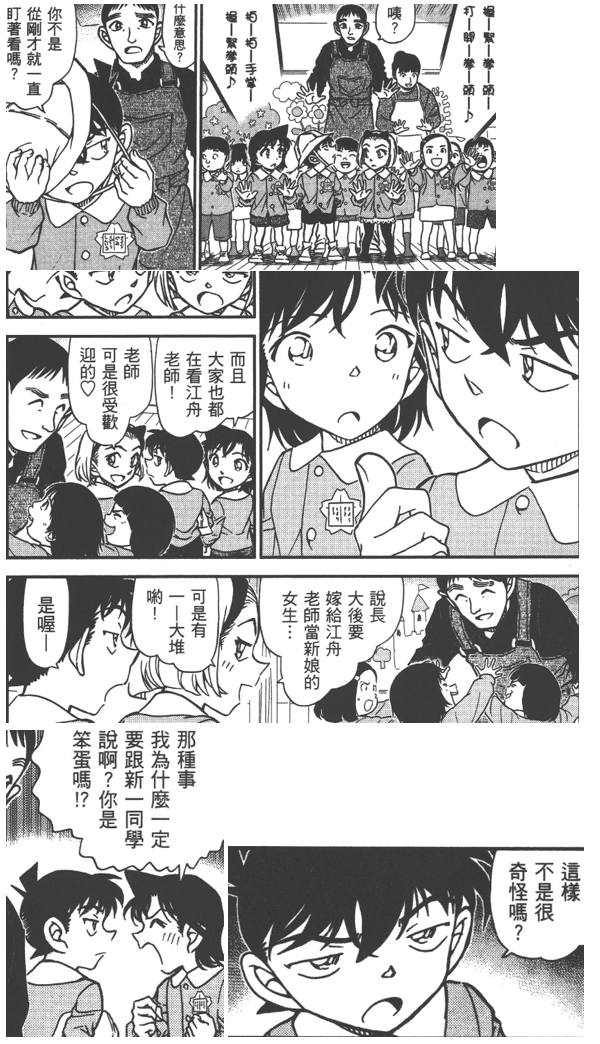 握—緊—拳—頭—
打—開—拳—頭—♪
咦？
拍—拍—手掌—
握—緊拳頭♪
什麼意思？
你不是
從剛才就一直
盯著看嗎？
而且
大家也都
在看江舟
老師！
老師
可是很受歡
迎的♡
說長
大後要
嫁給江舟
老師當新娘的
女生…
可是有
一—大堆
喲！
是喔—
那種事
我為什麼一定
要跟新一同學
說啊？你是
笨蛋嗎!?
這樣
不是很
奇怪嗎？